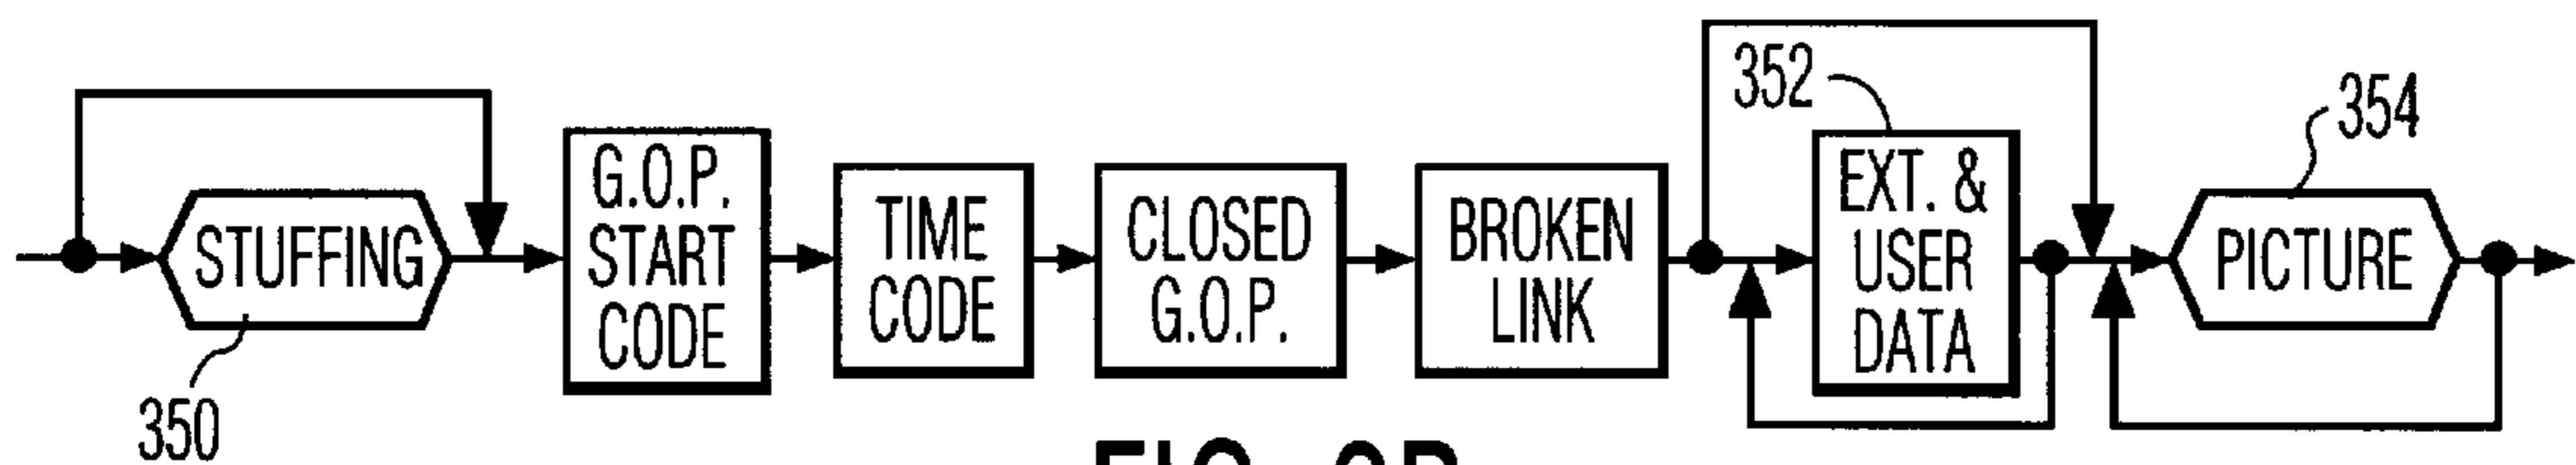 STUFFING
350
G.O.P.
START
CODE
TIME
CODE
CLOSED
G.O.P.
BROKEN
LINK
352
EXT. &
USER
DATA
354
PICTURE